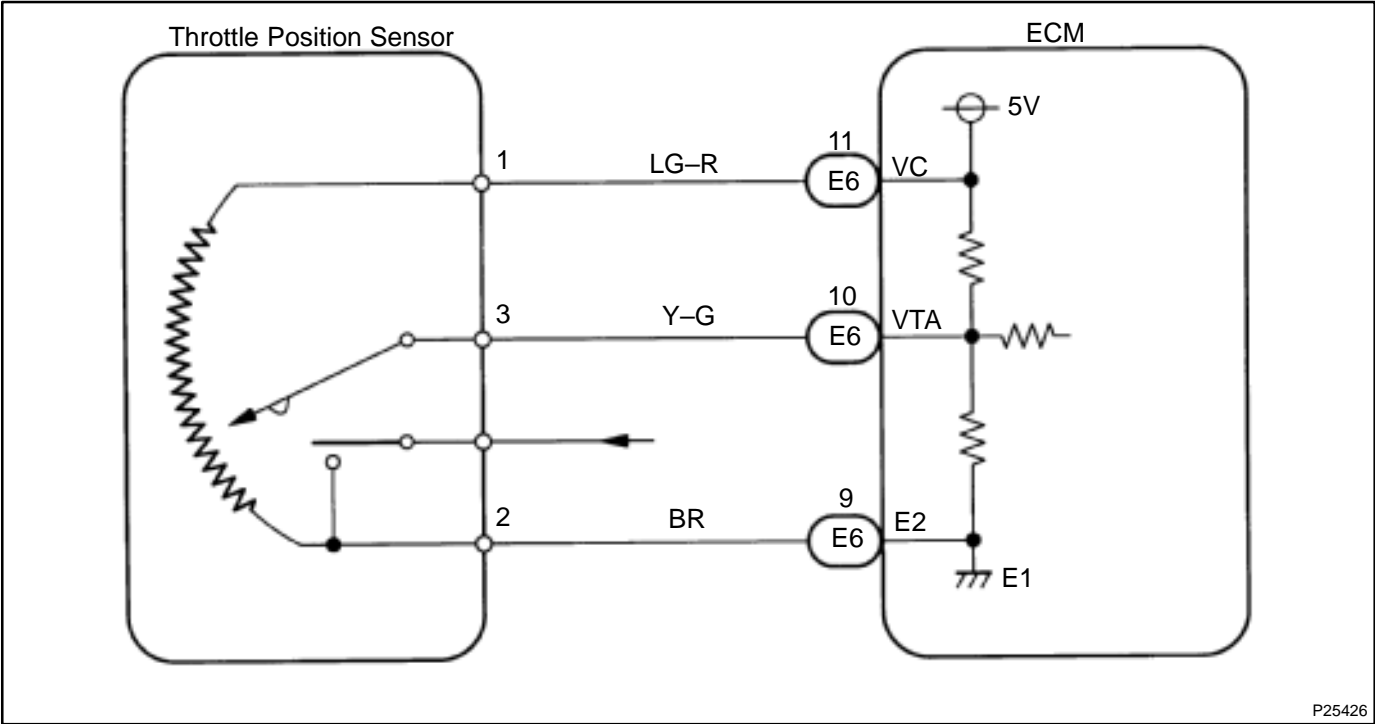 Throttle Position Sensor
ECM
5V
1
LG–R
11
E6
VC
3
Y–G
10
E6
VTA
2
BR
9
E6
E2
E1
P25426